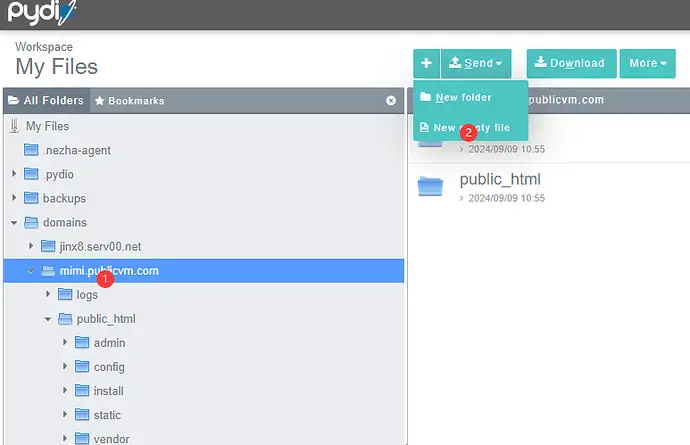 pydio
Workspace
My Files
+ Send Download More
All Folders Bookmarks
New folder
publicvm.com
My Files
New 2 file
2024/09/09 10:55
.nezha-agent
.pydio
public_html
backups
2024/09/09 10:55
domains
jinx8.serv00.net
mimi.publicvm.com
1
logs
public_html
admin
config
install
static
vendor